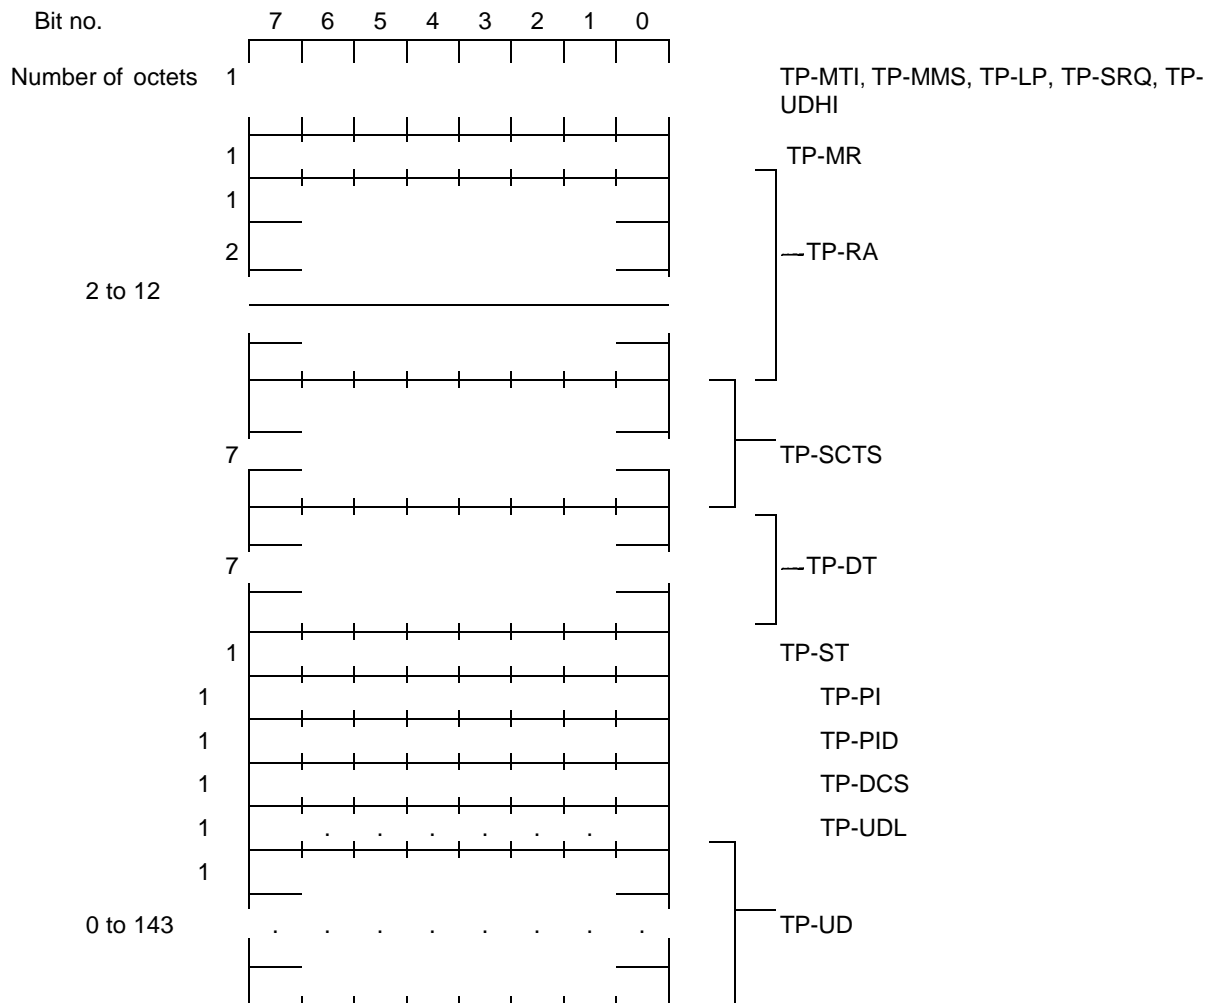 Bit no. 7 6 5 4 3 2 1 0
Number of octets 1 TP-MTI, TP-MMS, TP-LP, TP-SRQ, TP-
UDHI
1 TP-MR
1
2 TP-RA
2 to 12
7 TP-SCTS
7 TP-DT
1 TP-ST
1 TP-PI
1 TP-PID
1 TP-DCS
1 . . . . . . TP-UDL
1
0 to 143 . . . . . . . . TP-UD